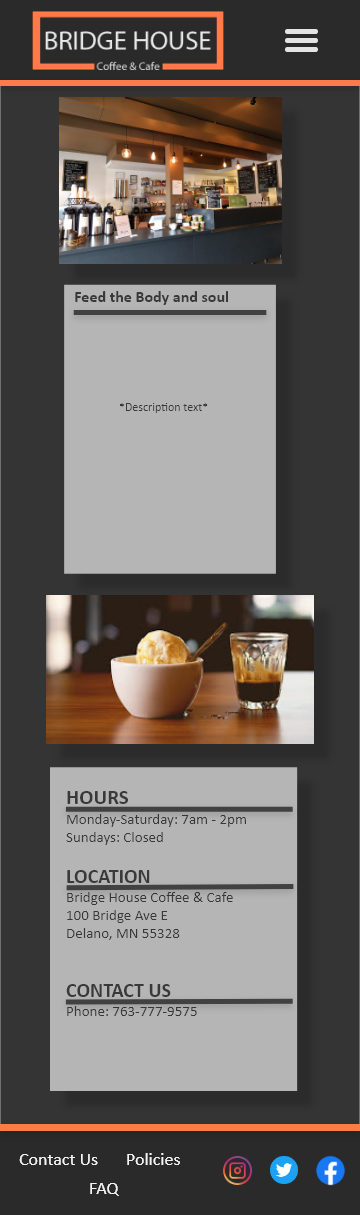 BRIDGE HOUSE
Coffee & Cafe
Feed the Body and soul
*Description text*
HOURS
Monday-Saturday: 7am - 2pm
Sundays: Closed
LOCATION
Bridge House Coffee & Cafe
100 Bridge Ave E
Delano, MN 55328
CONTACT US
Phone: 763-777-9575
Contact Us Policies
FAQ